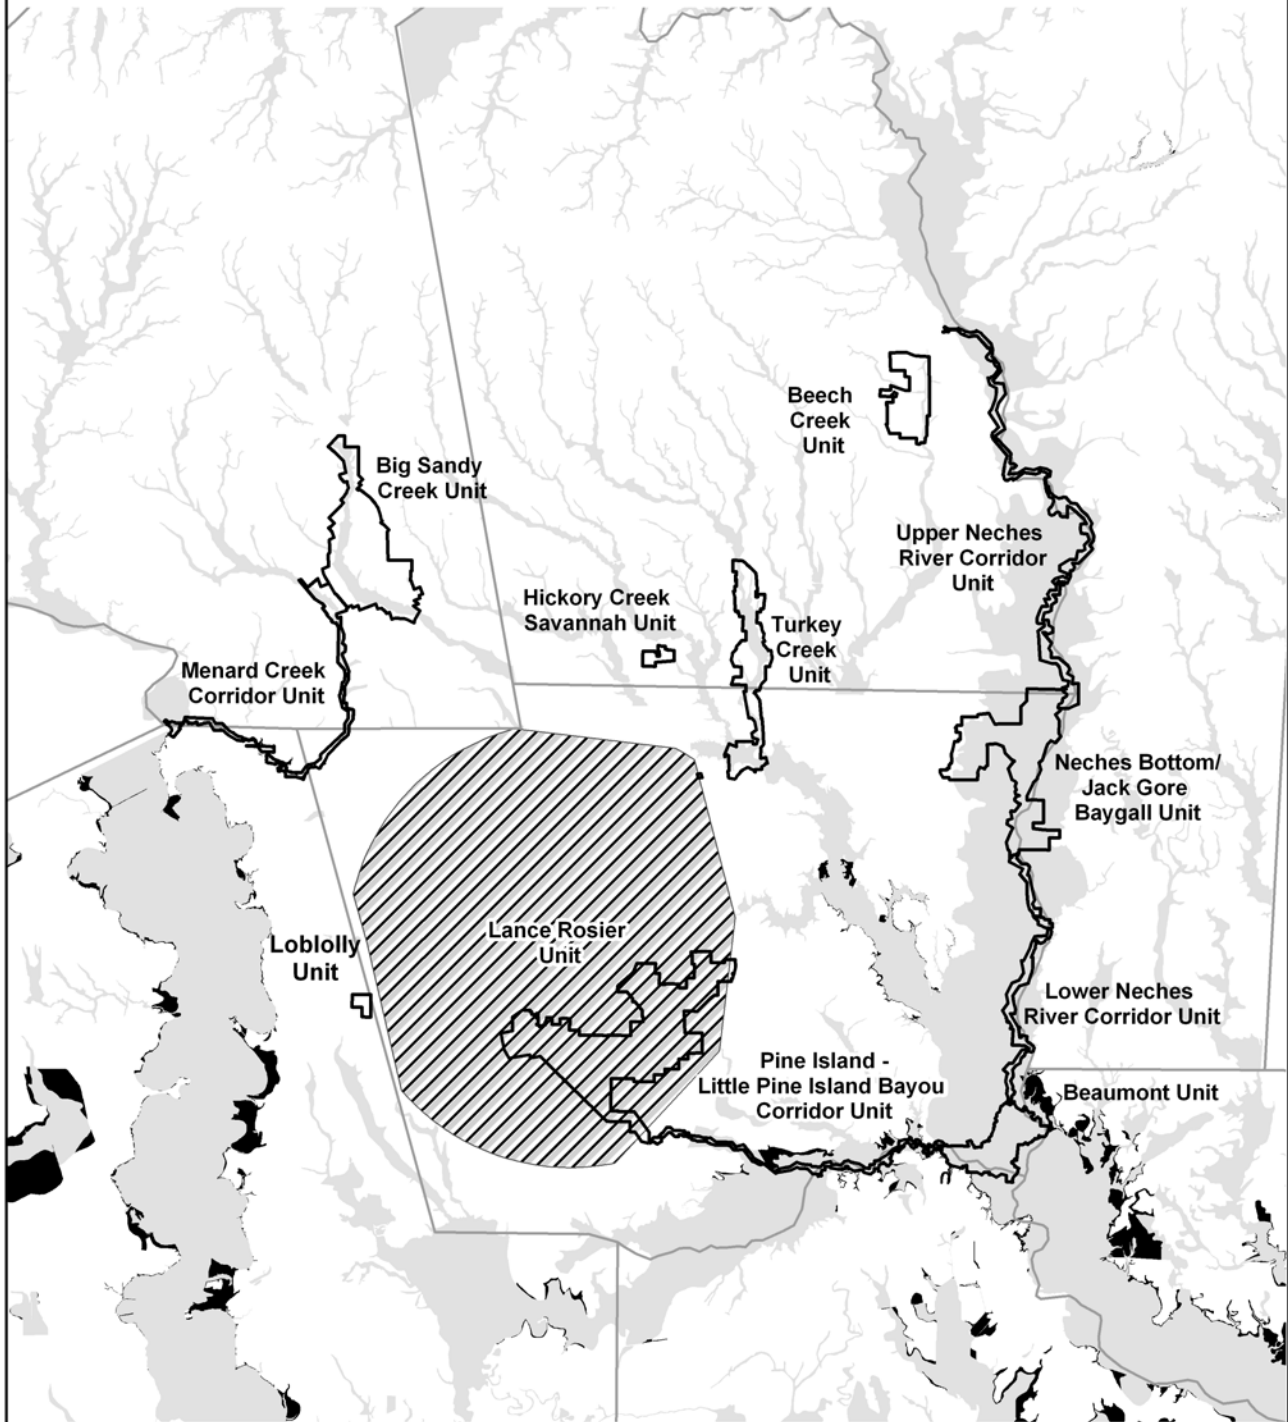 Beech
Creek
Unit
Big Sandy
Creek Unit
Upper Neches
River Corridor
Unit
Hickory Creek
Savannah Unit
Turkey
Creek
Unit
Menard Creek
Corridor Unit
Neches Bottom/
Jack Gore
Baygall Unit
Lance Rosier
Unit
Loblolly
Unit
Lower Neches
River Corridor Unit
Pine Island -
Little Pine Island Bayou
Corridor Unit
Beaumont Unit